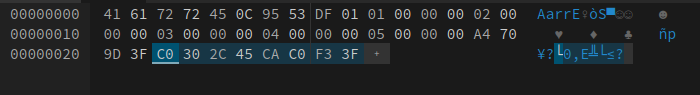 00000000 41 61 72 72 45 0C 95 53 DF 01 01 00 00 00 02 00 AarrE♀òS▀☺☺ ☻
00000010 00 00 03 00 00 00 04 00 00 00 05 00 00 00 A4 70 ♥ ♦ ♣ ñp
00000020 9D 3F C0 30 2C 45 CA C0 F3 3F + ¥?└0,E╩└≤?